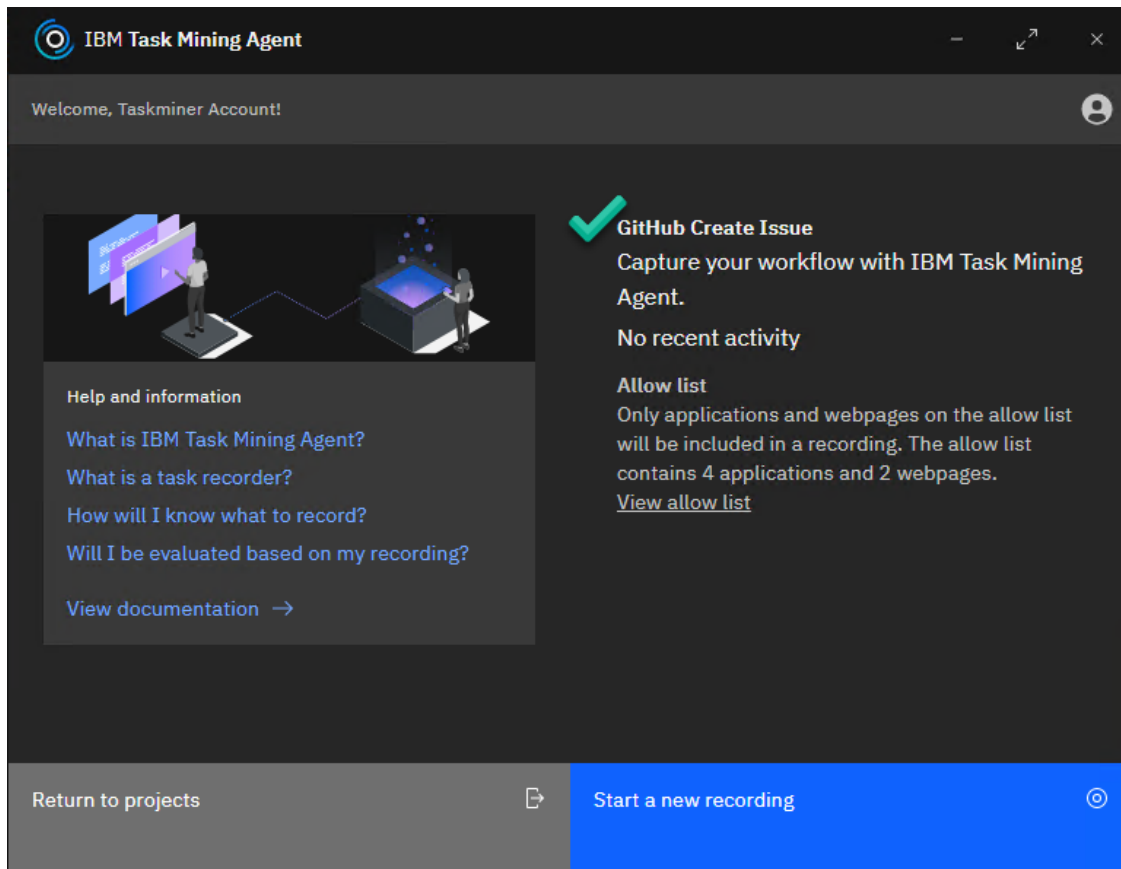 IBM Task Mining Agent
Welcome, Taskminer Account!
Help and information
What is IBM Task Mining Agent?
What is a task recorder?
How will I know what to record?
Will I be evaluated based on my recording?
View documentation
GitHub Create Issue
Capture your workflow with IBM Task Mining
Agent.
No recent activity
Allow list
Only applications and webpages on the allow list
will be included in a recording. The allow list
contains 4 applications and 2 webpages.
View allow list
Return to projects
Start a new recording